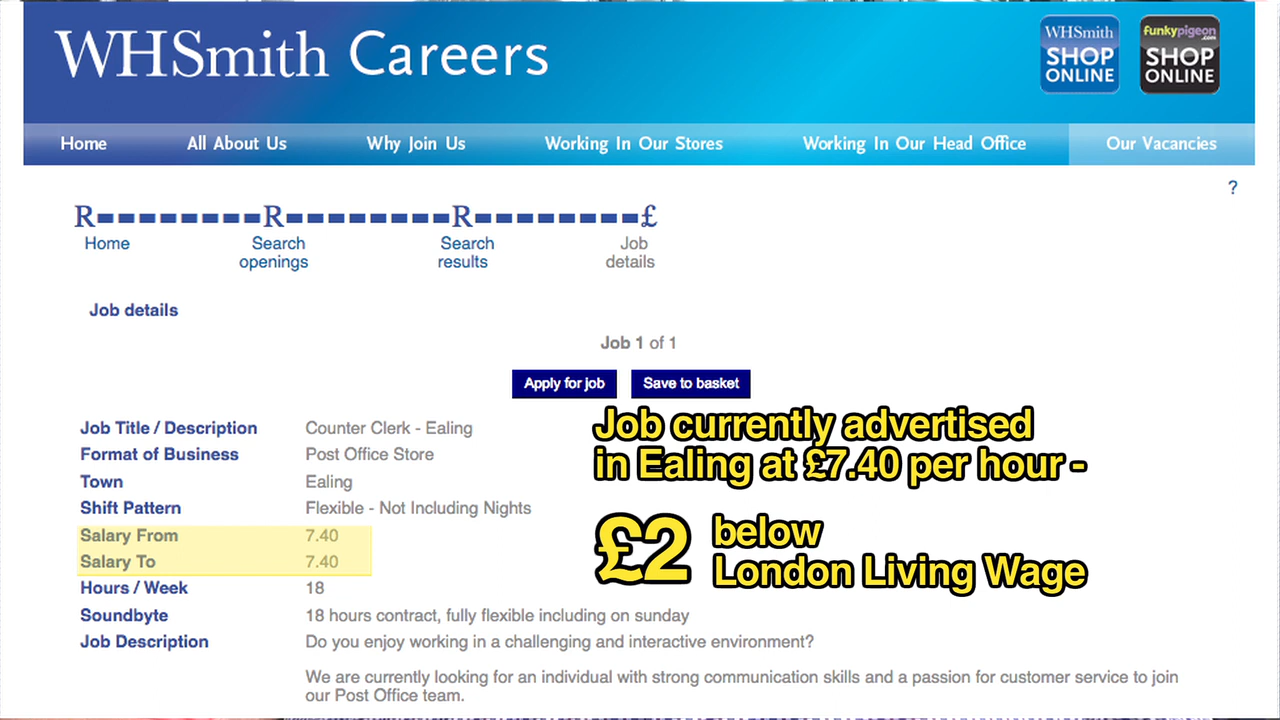 WHSmith Careers
WHSmith
SHOP
ONLINE
funkypigeon
.com
SHOP
ONLINE
Home All About Us Why Join Us Working In Our Stores Working In Our Head Office Our Vacancies
?
R R R £
Home Search openings Search results Job details
Job details
Job 1 of 1
Apply for job Save to basket
Job Title / Description Counter Clerk - Ealing
Format of Business Post Office Store
Town Ealing
Shift Pattern Flexible - Not Including Nights
Salary From 7.40
Salary To 7.40
Hours / Week 18
Soundbyte 18 hours contract, fully flexible including on sunday
Job Description Do you enjoy working in a challenging and interactive environment?
We are currently looking for an individual with strong communication skills and a passion for customer service to join
our Post Office team.
Job currently advertised
in Ealing at £7.40 per hour -
£2 below
London Living Wage